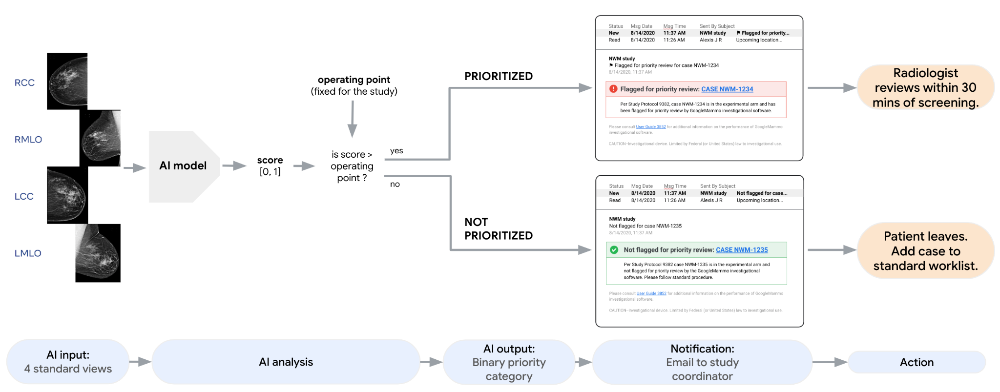 RCC
RMLO
LCC
LMLO
AI model
score
[0, 1]
operating point
(fixed for the study)
is score >
operating
point ?
yes
no
PRIORITIZED
NOT
PRIORITIZED
Status Msg Date Msg Time Sent By Subject
New 8/14/2020 11:37 AM NWM study Flagged for priority...
Read 8/14/2020 11:26 AM Alexis J R Upcoming location...
NWM study
Flagged for priority review for case NWM-1234
8/14/2020, 11:37 AM
Flagged for priority review: CASE NWM-1234
Per Study Protocol 9382, case NWM-1234 is in the experimental arm and has
been flagged for priority review by GoogleMammo investigational software.
Please consult User Guide 3852 for additional information on the performance of GoogleMammo
investigational software.
CAUTION--Investigational device. Limited by Federal (or United States) law to investigational use.
Radiologist
reviews within 30
mins of screening.
Status Msg Date Msg Time Sent By Subject
New 8/14/2020 11:37 AM NWM study Not flagged for case...
Read 8/14/2020 11:26 AM Alexis J R Upcoming location...
NWM study
Not flagged for case NWM-1235
8/14/2020, 11:37 AM
Not flagged for priority review: CASE NWM-1235
Per Study Protocol 9382 case NWM-1235 is in the experimental arm and
not flagged for priority review by the GoogleMammo investigational
software. Please follow standard procedure.
Please consult User Guide 3852 for additional information on the performance of GoogleMammo
investigational software.
CAUTION--Investigational device. Limited by Federal (or United States) law to investigational use.
Patient leaves.
Add case to
standard worklist.
AI input:
4 standard views
AI analysis
AI output:
Binary priority
category
Notification:
Email to study
coordinator
Action